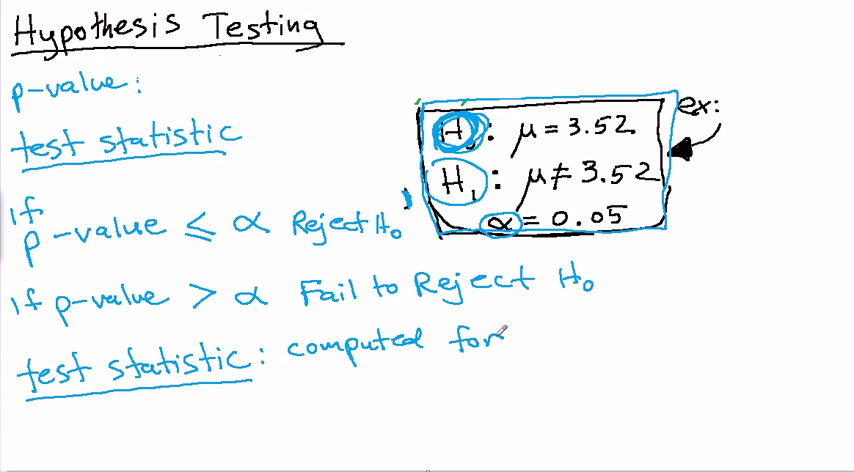 Hypothesis Testing
p-value:
test statistic
ex:
H₀: μ = 3.52
H₁: μ ≠ 3.52
α = 0.05
if
p-value ≤ α Reject H₀
if p-value > α Fail to Reject H₀
test statistic: computed for